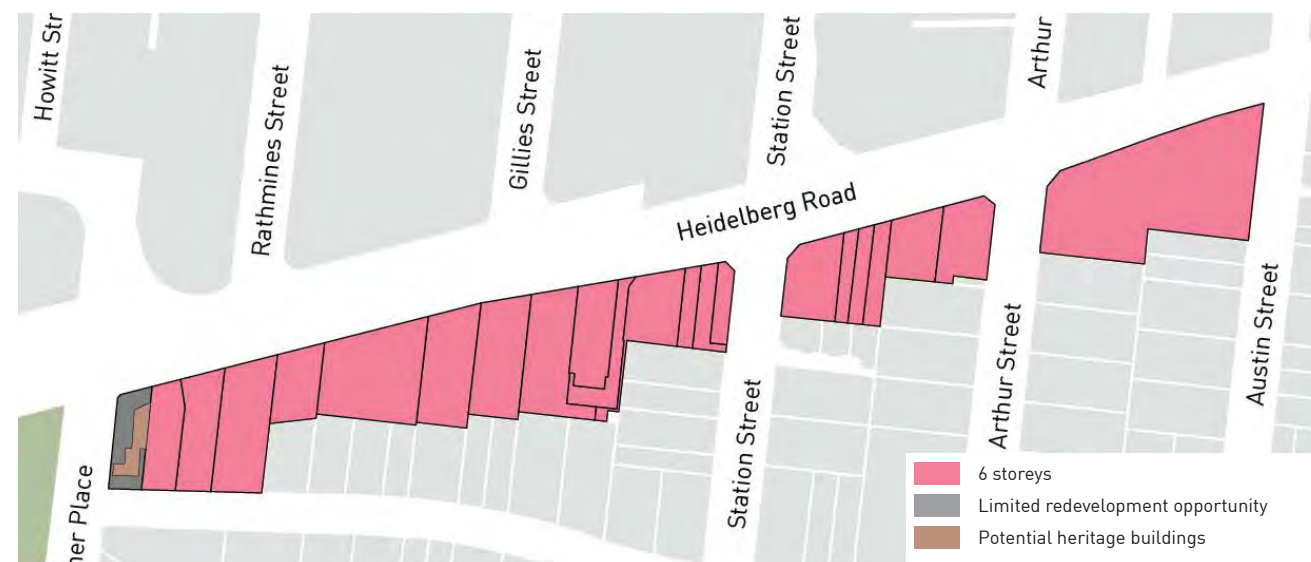 Howitt Str
Rathmines Street
Gillies Street
Station Street
Arthur
Heidelberg Road
Station Street
Arthur Street
Austin Street
ner Place
6 storeys
Limited redevelopment opportunity
Potential heritage buildings